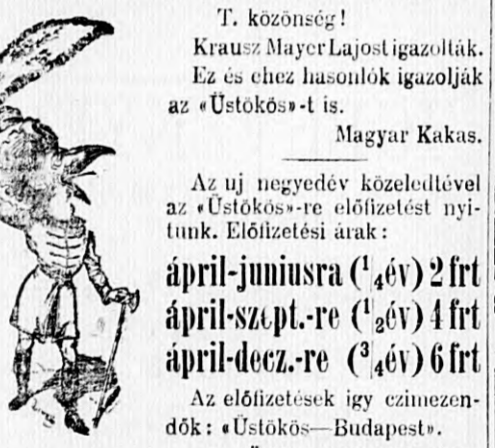 T. közönség!
Krausz Mayer Lajost igazolták.
Ez és ehez hasonlók igazolják
az «Üstökös»-t is.
Magyar Kakas.
Az uj negyedév közeledtével
az «Üstökös»-re előfizetést nyi-
tunk. Előfizetési árak:
ápril-juniusra (1/4év) 2 frt
ápril-szept.-re (1/2év) 4 frt
ápril-decz.-re (3/4év) 6 frt
Az előfizetések igy czimezen-
dők: «Üstökös—Budapest».